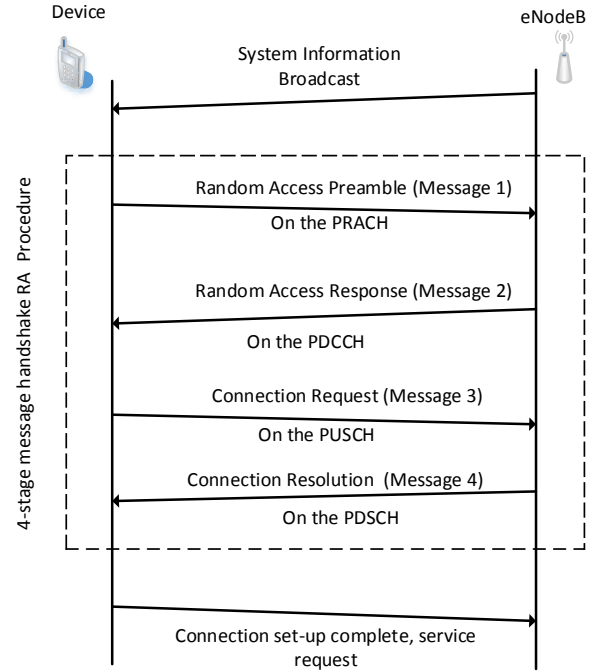 Device
eNodeB
System Information
Broadcast
4-stage message handshake RA Procedure
Random Access Preamble (Message 1)
On the PRACH
Random Access Response (Message 2)
On the PDCCH
Connection Request (Message 3)
On the PUSCH
Connection Resolution (Message 4)
On the PDSCH
Connection set-up complete, service
request